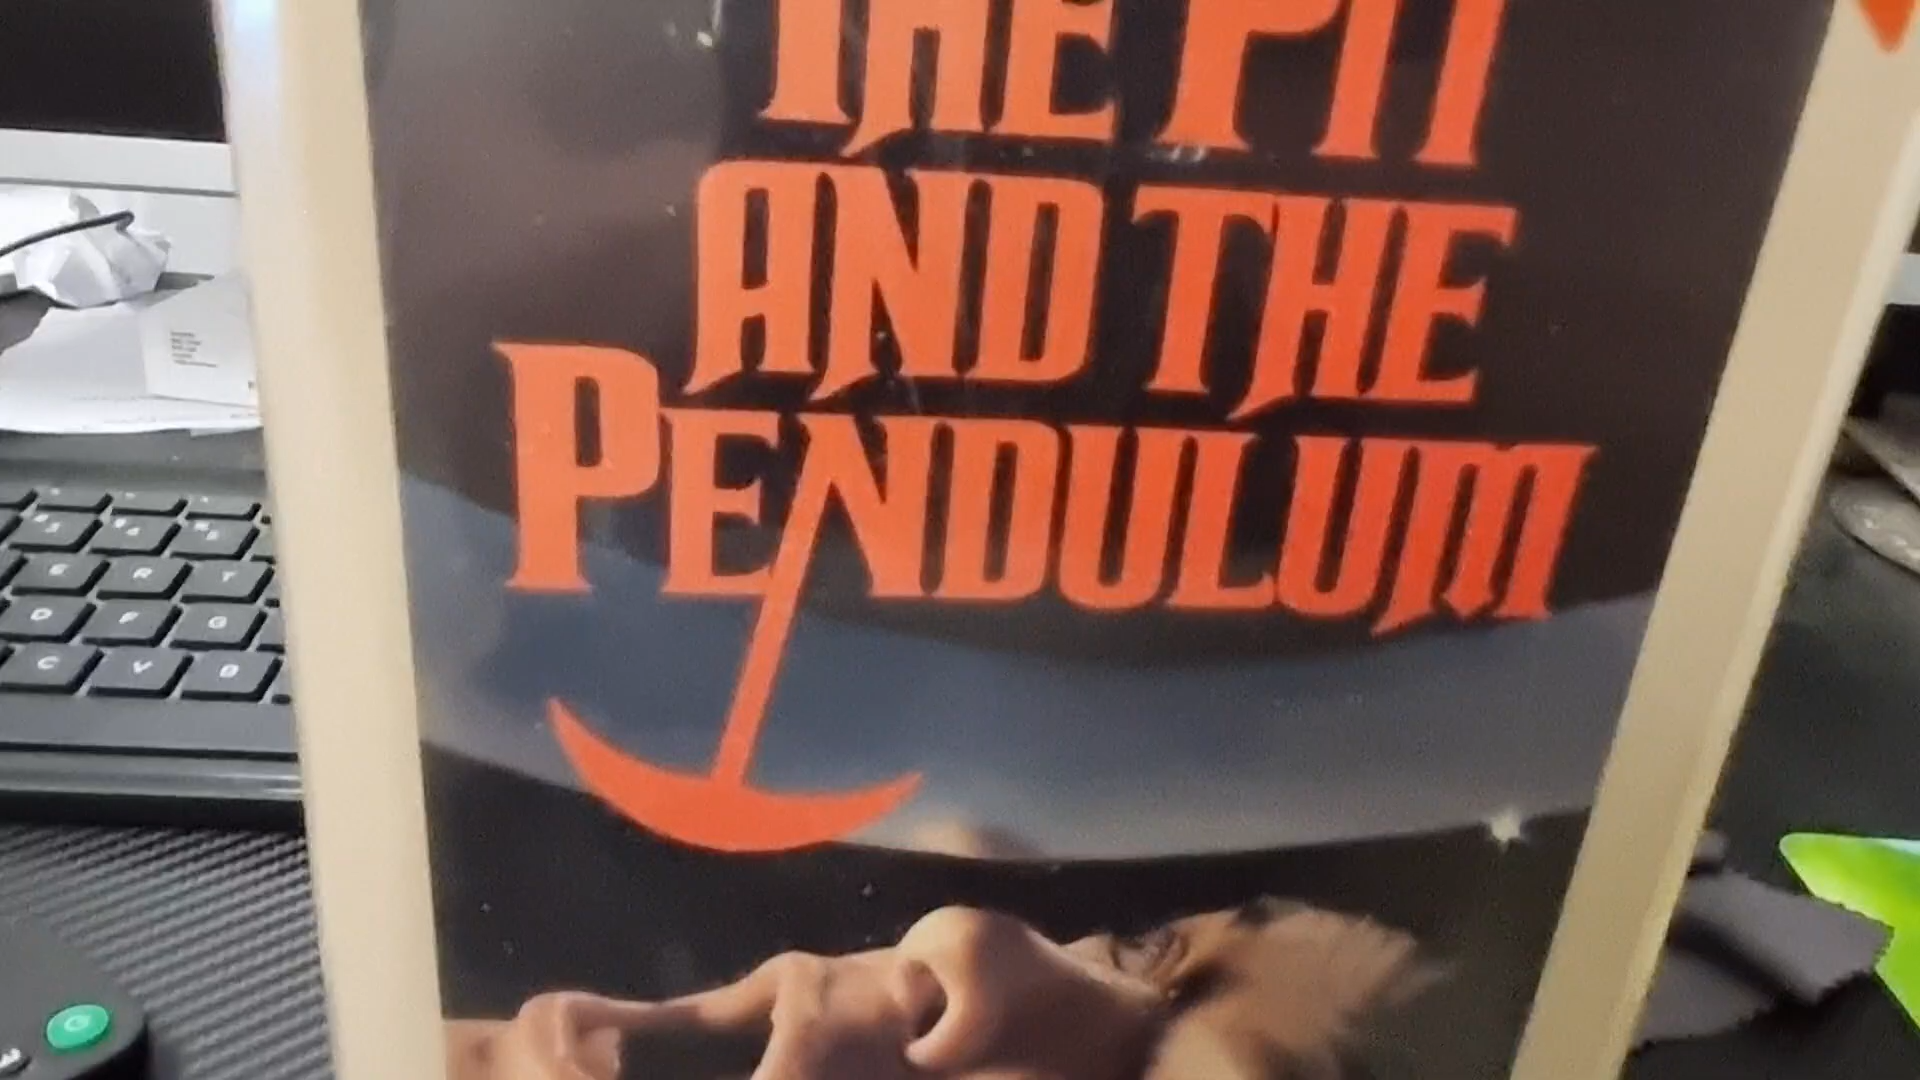 THE PIT
AND THE
PENDULUM
E R T
D F G
C V B